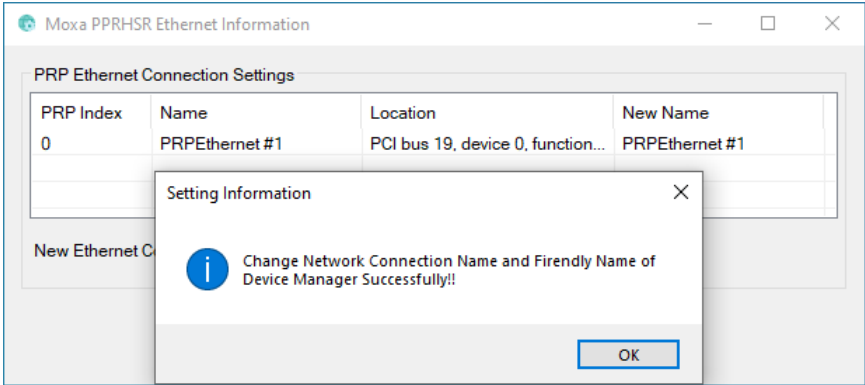 Moxa PPRHSR Ethernet Information
PRP Ethernet Connection Settings
PRP Index Name Location New Name
0 PRPEthernet #1 PCI bus 19, device 0, function... PRPEthernet #1
Setting Information
New Ethernet
Change Network Connection Name and Firendly Name of
Device Manager Successfully!!
OK